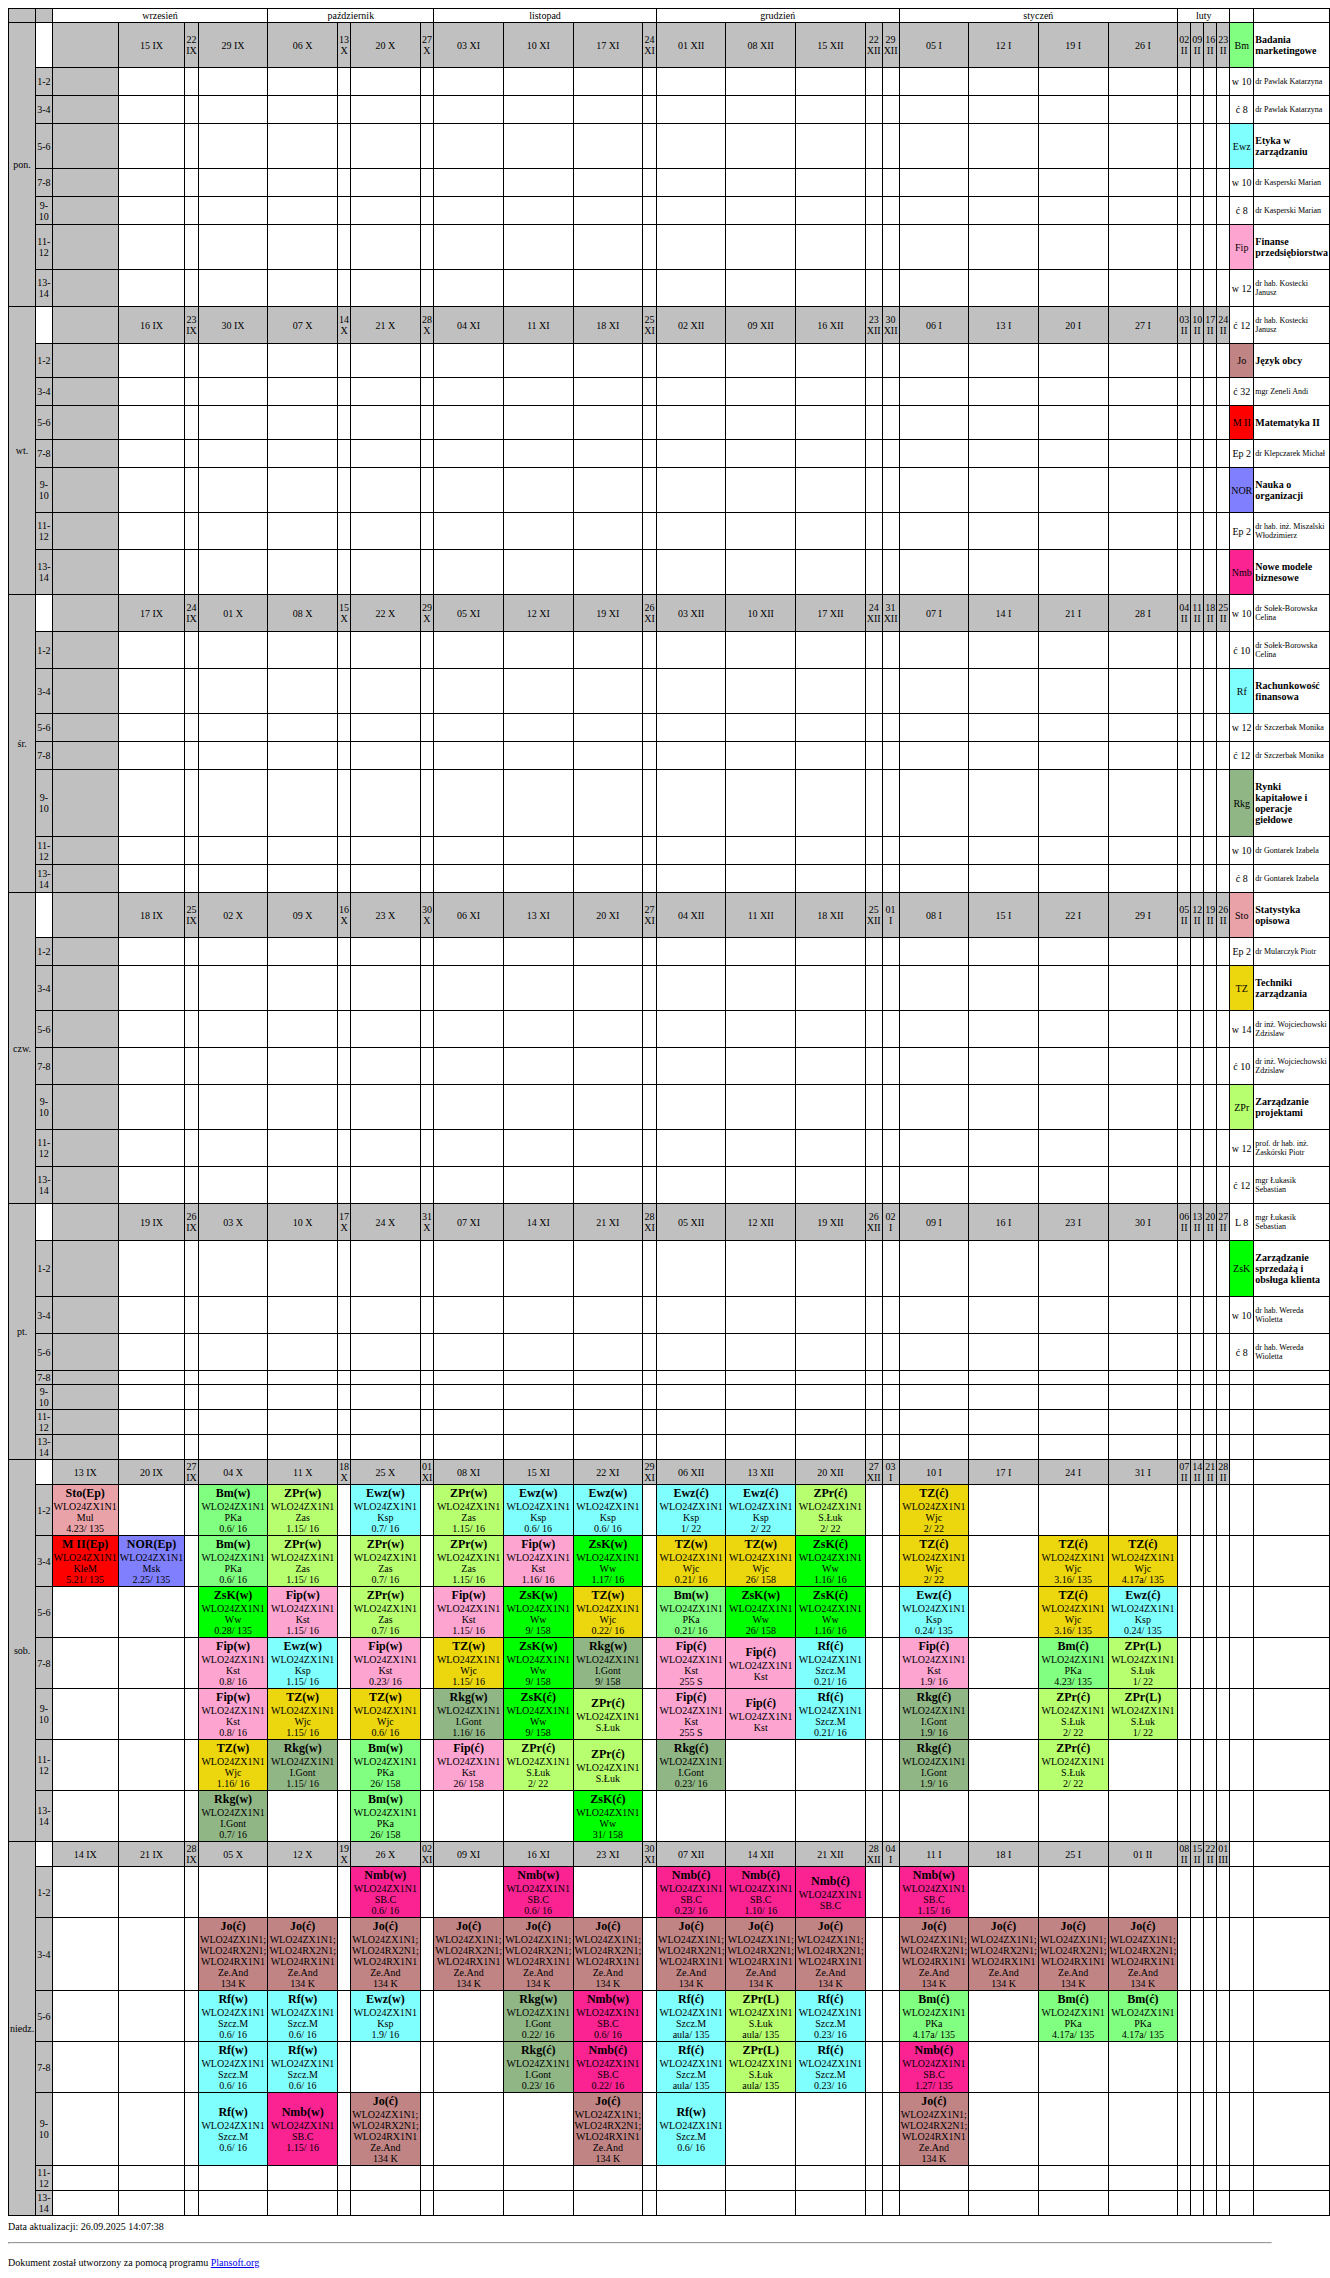 wrzesień październik listopad grudzień styczeń luty
pon. 15 IX 22 IX 29 IX 06 X 13 X 20 X 27 X 03 XI 10 XI 17 XI 24 XI 01 XII 08 XII 15 XII 22 XII 29 XII 05 I 12 I 19 I 26 I 02 II 09 II 16 II 23 II Bm Badania marketingowe
1-2 w 10 dr Pawlak Katarzyna
3-4 ć 8 dr Pawlak Katarzyna
5-6 Ewz Etyka w zarządzaniu
7-8 w 10 dr Kasperski Marian
9-10 ć 8 dr Kasperski Marian
11-12 Fip Finanse przedsiębiorstwa
13-14 w 12 dr hab. Kostecki Janusz
wt. 16 IX 23 IX 30 IX 07 X 14 X 21 X 28 X 04 XI 11 XI 18 XI 25 XI 02 XII 09 XII 16 XII 23 XII 30 XII 06 I 13 I 20 I 27 I 03 II 10 II 17 II 24 II ć 12 dr hab. Kostecki Janusz
1-2 Jo Język obcy
3-4 ć 32 mgr Zeneli Andi
5-6 M II Matematyka II
7-8 Ep 2 dr Klepczarek Michał
9-10 NOR Nauka o organizacji
11-12 Ep 2 dr hab. inż. Miszalski Włodzimierz
13-14 Nmb Nowe modele biznesowe
śr. 17 IX 24 IX 01 X 08 X 15 X 22 X 29 X 05 XI 12 XI 19 XI 26 XI 03 XII 10 XII 17 XII 24 XII 31 XII 07 I 14 I 21 I 28 I 04 II 11 II 18 II 25 II w 10 dr Sołek-Borowska Celina
1-2 ć 10 dr Sołek-Borowska Celina
3-4 Rf Rachunkowość finansowa
5-6 w 12 dr Szczerbak Monika
7-8 ć 12 dr Szczerbak Monika
9-10 Rkg Rynki kapitałowe i operacje giełdowe
11-12 w 10 dr Gontarek Izabela
13-14 ć 8 dr Gontarek Izabela
czw. 18 IX 25 IX 02 X 09 X 16 X 23 X 30 X 06 XI 13 XI 20 XI 27 XI 04 XII 11 XII 18 XII 25 XII 01 I 08 I 15 I 22 I 29 I 05 II 12 II 19 II 26 II Sto Statystyka opisowa
1-2 Ep 2 dr Mularczyk Piotr
3-4 TZ Techniki zarządzania
5-6 w 14 dr inż. Wojciechowski Zdzislaw
7-8 ć 10 dr inż. Wojciechowski Zdzislaw
9-10 ZPr Zarządzanie projektami
11-12 w 12 prof. dr hab. inż. Zaskórski Piotr
13-14 ć 12 mgr Łukasik Sebastian
pt. 19 IX 26 IX 03 X 10 X 17 X 24 X 31 X 07 XI 14 XI 21 XI 28 XI 05 XII 12 XII 19 XII 26 XII 02 I 09 I 16 I 23 I 30 I 06 II 13 II 20 II 27 II L 8 mgr Łukasik Sebastian
1-2 ZsK Zarządzanie sprzedażą i obsługa klienta
3-4 w 10 dr hab. Wereda Wioletta
5-6 ć 8 dr hab. Wereda Wioletta
7-8
9-10
11-12
13-14
sob. 13 IX 20 IX 27 IX 04 X 11 X 18 X 25 X 01 XI 08 XI 15 XI 22 XI 29 XI 06 XII 13 XII 20 XII 27 XII 03 I 10 I 17 I 24 I 31 I 07 II 14 II 21 II 28 II
1-2
Sto(Ep) Bm(w) ZPr(w) Ewz(w) ZPr(w) Ewz(w) Ewz(w) Ewz(ć) Ewz(ć) ZPr(ć) TZ(ć)
WLO24ZX1N1 WLO24ZX1N1 WLO24ZX1N1 WLO24ZX1N1 WLO24ZX1N1 WLO24ZX1N1 WLO24ZX1N1 WLO24ZX1N1 WLO24ZX1N1 WLO24ZX1N1 WLO24ZX1N1
Mul PKa Zas Ksp Zas Ksp Ksp Ksp Ksp S.Łuk Wjc
4.23/ 135 0.6/ 16 1.15/ 16 0.7/ 16 1.15/ 16 0.6/ 16 0.6/ 16 1/ 22 2/ 22 2/ 22 2/ 22
3-4
M II(Ep) NOR(Ep) Bm(w) ZPr(w) ZPr(w) ZPr(w) Fip(w) ZsK(w) TZ(w) TZ(w) ZsK(ć) TZ(ć) TZ(ć) TZ(ć)
WLO24ZX1N1 WLO24ZX1N1 WLO24ZX1N1 WLO24ZX1N1 WLO24ZX1N1 WLO24ZX1N1 WLO24ZX1N1 WLO24ZX1N1 WLO24ZX1N1 WLO24ZX1N1 WLO24ZX1N1 WLO24ZX1N1 WLO24ZX1N1 WLO24ZX1N1
KleM Msk PKa Zas Zas Zas Kst Ww Wjc Wjc Ww Wjc Wjc Wjc
5.21/ 135 2.25/ 135 0.6/ 16 1.15/ 16 0.7/ 16 1.15/ 16 1.16/ 16 1.17/ 16 0.21/ 16 26/ 158 1.16/ 16 2/ 22 3.16/ 135 4.17a/ 135
5-6
ZsK(w) Fip(w) ZPr(w) Fip(w) ZsK(w) TZ(w) Bm(w) ZsK(w) ZsK(ć) Ewz(ć) TZ(ć) Ewz(ć)
WLO24ZX1N1 WLO24ZX1N1 WLO24ZX1N1 WLO24ZX1N1 WLO24ZX1N1 WLO24ZX1N1 WLO24ZX1N1 WLO24ZX1N1 WLO24ZX1N1 WLO24ZX1N1 WLO24ZX1N1 WLO24ZX1N1
Ww Kst Zas Kst Ww Wjc PKa Ww Ww Ksp Wjc Ksp
0.28/ 135 1.15/ 16 0.7/ 16 1.15/ 16 9/ 158 0.22/ 16 0.21/ 16 26/ 158 1.16/ 16 0.24/ 135 3.16/ 135 0.24/ 135
7-8
Fip(w) Ewz(w) Fip(w) TZ(w) ZsK(w) Rkg(w) Fip(ć) Fip(ć) Rf(ć) Fip(ć) Bm(ć) ZPr(L)
WLO24ZX1N1 WLO24ZX1N1 WLO24ZX1N1 WLO24ZX1N1 WLO24ZX1N1 WLO24ZX1N1 WLO24ZX1N1 WLO24ZX1N1 WLO24ZX1N1 WLO24ZX1N1 WLO24ZX1N1 WLO24ZX1N1
Kst Ksp Kst Wjc Ww I.Gont Kst Kst Szcz.M Kst PKa S.Łuk
0.8/ 16 1.15/ 16 0.23/ 16 1.15/ 16 9/ 158 9/ 158 255 S 0.21/ 16 1.9/ 16 4.23/ 135 1/ 22
9-10
Fip(w) TZ(w) TZ(w) Rkg(w) ZsK(ć) ZPr(ć) Fip(ć) Fip(ć) Rf(ć) Rkg(ć) ZPr(ć) ZPr(L)
WLO24ZX1N1 WLO24ZX1N1 WLO24ZX1N1 WLO24ZX1N1 WLO24ZX1N1 WLO24ZX1N1 WLO24ZX1N1 WLO24ZX1N1 WLO24ZX1N1 WLO24ZX1N1 WLO24ZX1N1 WLO24ZX1N1
Kst Wjc Wjc I.Gont Ww S.Łuk Kst Kst Szcz.M I.Gont S.Łuk S.Łuk
0.8/ 16 1.15/ 16 0.6/ 16 1.16/ 16 9/ 158 255 S 0.21/ 16 1.9/ 16 2/ 22 1/ 22
11-12
TZ(w) Rkg(w) Bm(w) Fip(ć) ZPr(ć) ZPr(ć) Rkg(ć) Rkg(ć) ZPr(ć)
WLO24ZX1N1 WLO24ZX1N1 WLO24ZX1N1 WLO24ZX1N1 WLO24ZX1N1 WLO24ZX1N1 WLO24ZX1N1 WLO24ZX1N1 WLO24ZX1N1
Wjc I.Gont PKa Kst S.Łuk S.Łuk I.Gont I.Gont S.Łuk
1.16/ 16 1.15/ 16 26/ 158 26/ 158 2/ 22 0.23/ 16 1.9/ 16 2/ 22
13-14
Rkg(w) Bm(w) ZsK(ć)
WLO24ZX1N1 WLO24ZX1N1 WLO24ZX1N1
I.Gont PKa Ww
0.7/ 16 26/ 158 31/ 158
niedz. 14 IX 21 IX 28 IX 05 X 12 X 19 X 26 X 02 XI 09 XI 16 XI 23 XI 30 XI 07 XII 14 XII 21 XII 28 XII 04 I 11 I 18 I 25 I 01 II 08 II 15 II 22 II 01 III
1-2
Nmb(w) Nmb(w) Nmb(ć) Nmb(ć) Nmb(ć) Nmb(w)
WLO24ZX1N1 WLO24ZX1N1 WLO24ZX1N1 WLO24ZX1N1 WLO24ZX1N1 WLO24ZX1N1
SB.C SB.C SB.C SB.C SB.C SB.C
0.6/ 16 0.6/ 16 0.23/ 16 1.10/ 16 1.15/ 16
3-4
Jo(ć) Jo(ć) Jo(ć) Jo(ć) Jo(ć) Jo(ć) Jo(ć) Jo(ć) Jo(ć) Jo(ć) Jo(ć) Jo(ć) Jo(ć)
WLO24ZX1N1; WLO24ZX1N1; WLO24ZX1N1; WLO24ZX1N1; WLO24ZX1N1; WLO24ZX1N1; WLO24ZX1N1; WLO24ZX1N1; WLO24ZX1N1; WLO24ZX1N1; WLO24ZX1N1; WLO24ZX1N1; WLO24ZX1N1;
WLO24RX2N1; WLO24RX2N1; WLO24RX2N1; WLO24RX2N1; WLO24RX2N1; WLO24RX2N1; WLO24RX2N1; WLO24RX2N1; WLO24RX2N1; WLO24RX2N1; WLO24RX2N1; WLO24RX2N1; WLO24RX2N1;
WLO24RX1N1 WLO24RX1N1 WLO24RX1N1 WLO24RX1N1 WLO24RX1N1 WLO24RX1N1 WLO24RX1N1 WLO24RX1N1 WLO24RX1N1 WLO24RX1N1 WLO24RX1N1 WLO24RX1N1 WLO24RX1N1
Ze.And Ze.And Ze.And Ze.And Ze.And Ze.And Ze.And Ze.And Ze.And Ze.And Ze.And Ze.And Ze.And
134 K 134 K 134 K 134 K 134 K 134 K 134 K 134 K 134 K 134 K 134 K 134 K 134 K
5-6
Rf(w) Rf(w) Ewz(w) Rkg(w) Nmb(w) Rf(ć) ZPr(L) Rf(ć) Bm(ć) Bm(ć) Bm(ć)
WLO24ZX1N1 WLO24ZX1N1 WLO24ZX1N1 WLO24ZX1N1 WLO24ZX1N1 WLO24ZX1N1 WLO24ZX1N1 WLO24ZX1N1 WLO24ZX1N1 WLO24ZX1N1 WLO24ZX1N1
Szcz.M Szcz.M Ksp I.Gont SB.C Szcz.M S.Łuk Szcz.M PKa PKa PKa
0.6/ 16 0.6/ 16 1.9/ 16 0.22/ 16 0.6/ 16 aula/ 135 aula/ 135 0.23/ 16 4.17a/ 135 4.17a/ 135 4.17a/ 135
7-8
Rf(w) Rf(w) Rkg(ć) Nmb(ć) Rf(ć) ZPr(L) Rf(ć) Nmb(ć)
WLO24ZX1N1 WLO24ZX1N1 WLO24ZX1N1 WLO24ZX1N1 WLO24ZX1N1 WLO24ZX1N1 WLO24ZX1N1 WLO24ZX1N1
Szcz.M Szcz.M I.Gont SB.C Szcz.M S.Łuk Szcz.M SB.C
0.6/ 16 0.6/ 16 0.23/ 16 0.22/ 16 aula/ 135 aula/ 135 0.23/ 16 1.27/ 135
9-10
Rf(w) Nmb(w) Jo(ć) Jo(ć) Rf(w) Jo(ć)
WLO24ZX1N1 WLO24ZX1N1 WLO24ZX1N1; WLO24ZX1N1; WLO24ZX1N1 WLO24ZX1N1;
WLO24RX2N1; WLO24RX2N1; WLO24RX2N1;
WLO24RX1N1 WLO24RX1N1 WLO24RX1N1
Szcz.M SB.C Ze.And Ze.And Szcz.M Ze.And
0.6/ 16 1.15/ 16 134 K 134 K 0.6/ 16 134 K
11-12
13-14
Data aktualizacji: 26.09.2025 14:07:38
Dokument został utworzony za pomocą programu Plansoft.org